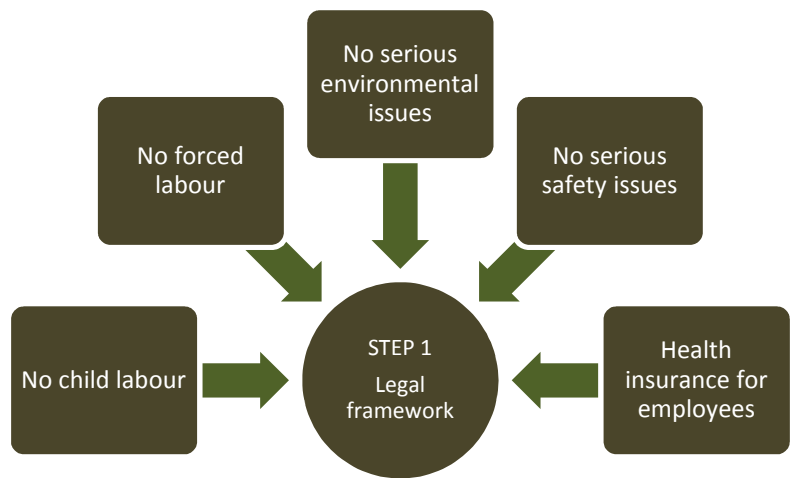 No serious
environmental
issues
No forced
labour
No serious
safety issues
No child labour
STEP 1
Legal
framework
Health
insurance for
employees